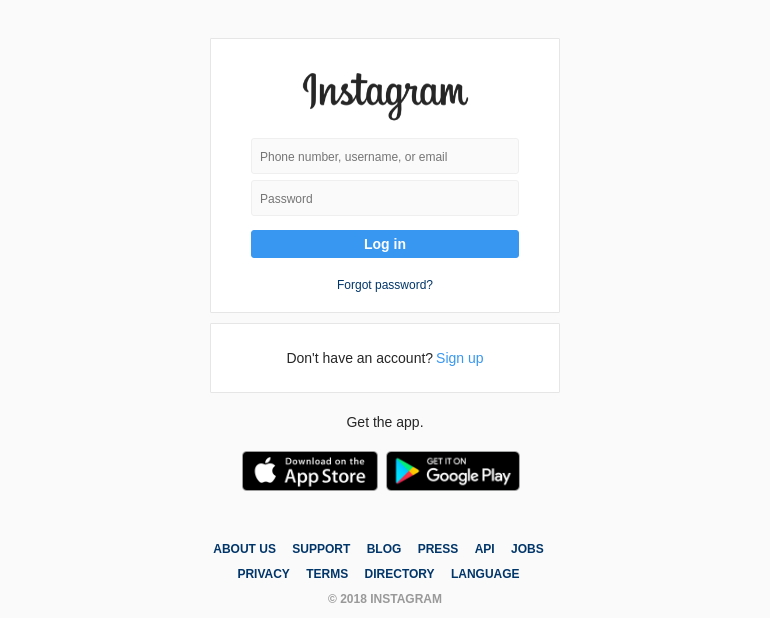 Instagram
Phone number, username, or email
Password
Log in
Forgot password?
Don't have an account? Sign up
Get the app.
Download on the App Store
GET IT ON Google Play
ABOUT US SUPPORT BLOG PRESS API JOBS
PRIVACY TERMS DIRECTORY LANGUAGE
© 2018 INSTAGRAM